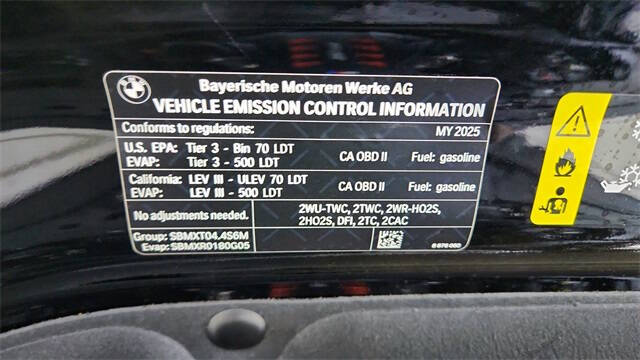 BMW
Bayerische Motoren Werke AG
VEHICLE EMISSION CONTROL INFORMATION
Conforms to regulations: MY 2025
U.S. EPA: Tier 3 - Bin 70 LDT
EVAP: Tier 3 - 500 LDT
CA OBD II Fuel: gasoline
California: LEV III - ULEV 70 LDT
EVAP: LEV III - 500 LDT
CA OBD II Fuel: gasoline
No adjustments needed.
2WU-TWC, 2TWC, 2WR-HO2S,
2HO2S, DFI, 2TC, 2CAC
Group: SBMXT04.4S6M
Evap: SBMXR0180G05